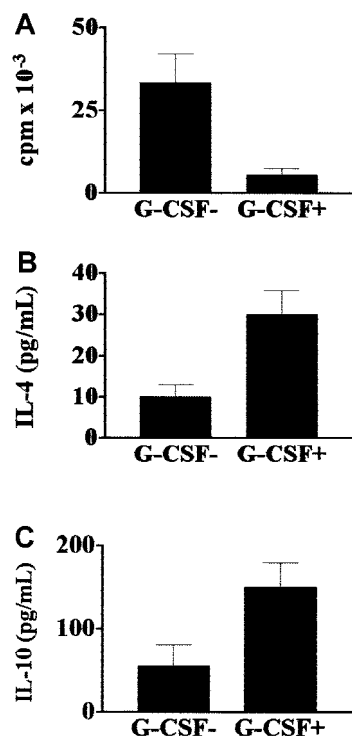 A
cpm x 10-3
50
25
0
G-CSF- G-CSF+
B
IL-4 (pg/mL)
40
30
20
10
0
G-CSF- G-CSF+
C
IL-10 (pg/mL)
200
100
0
G-CSF- G-CSF+